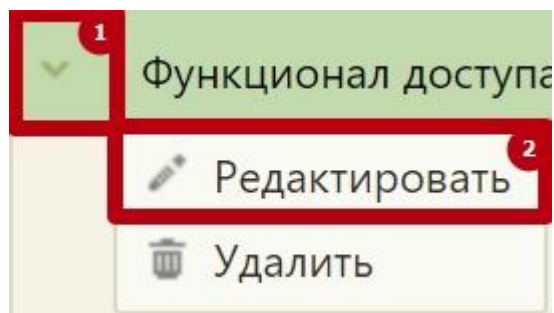 1
Функционал доступа
2
Редактировать
Удалить